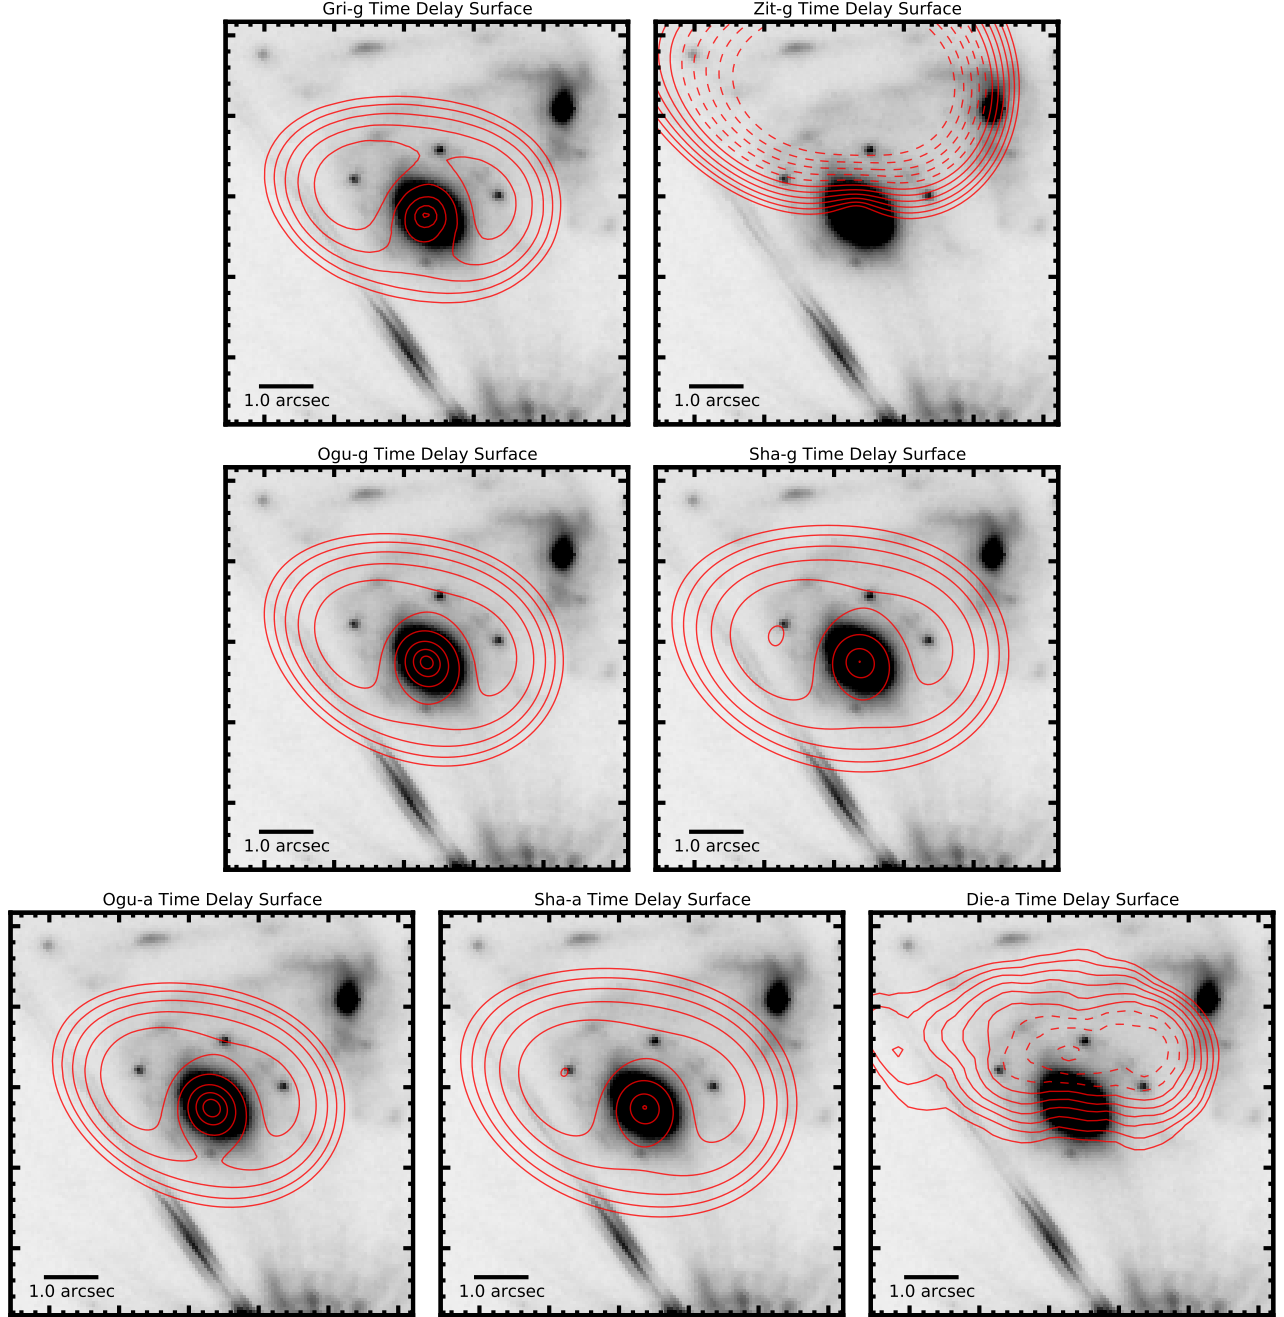 Gri-g Time Delay Surface
Zit-g Time Delay Surface
1.0 arcsec
1.0 arcsec
Ogu-g Time Delay Surface
Sha-g Time Delay Surface
1.0 arcsec
1.0 arcsec
Ogu-a Time Delay Surface
Sha-a Time Delay Surface
Die-a Time Delay Surface
1.0 arcsec
1.0 arcsec
1.0 arcsec